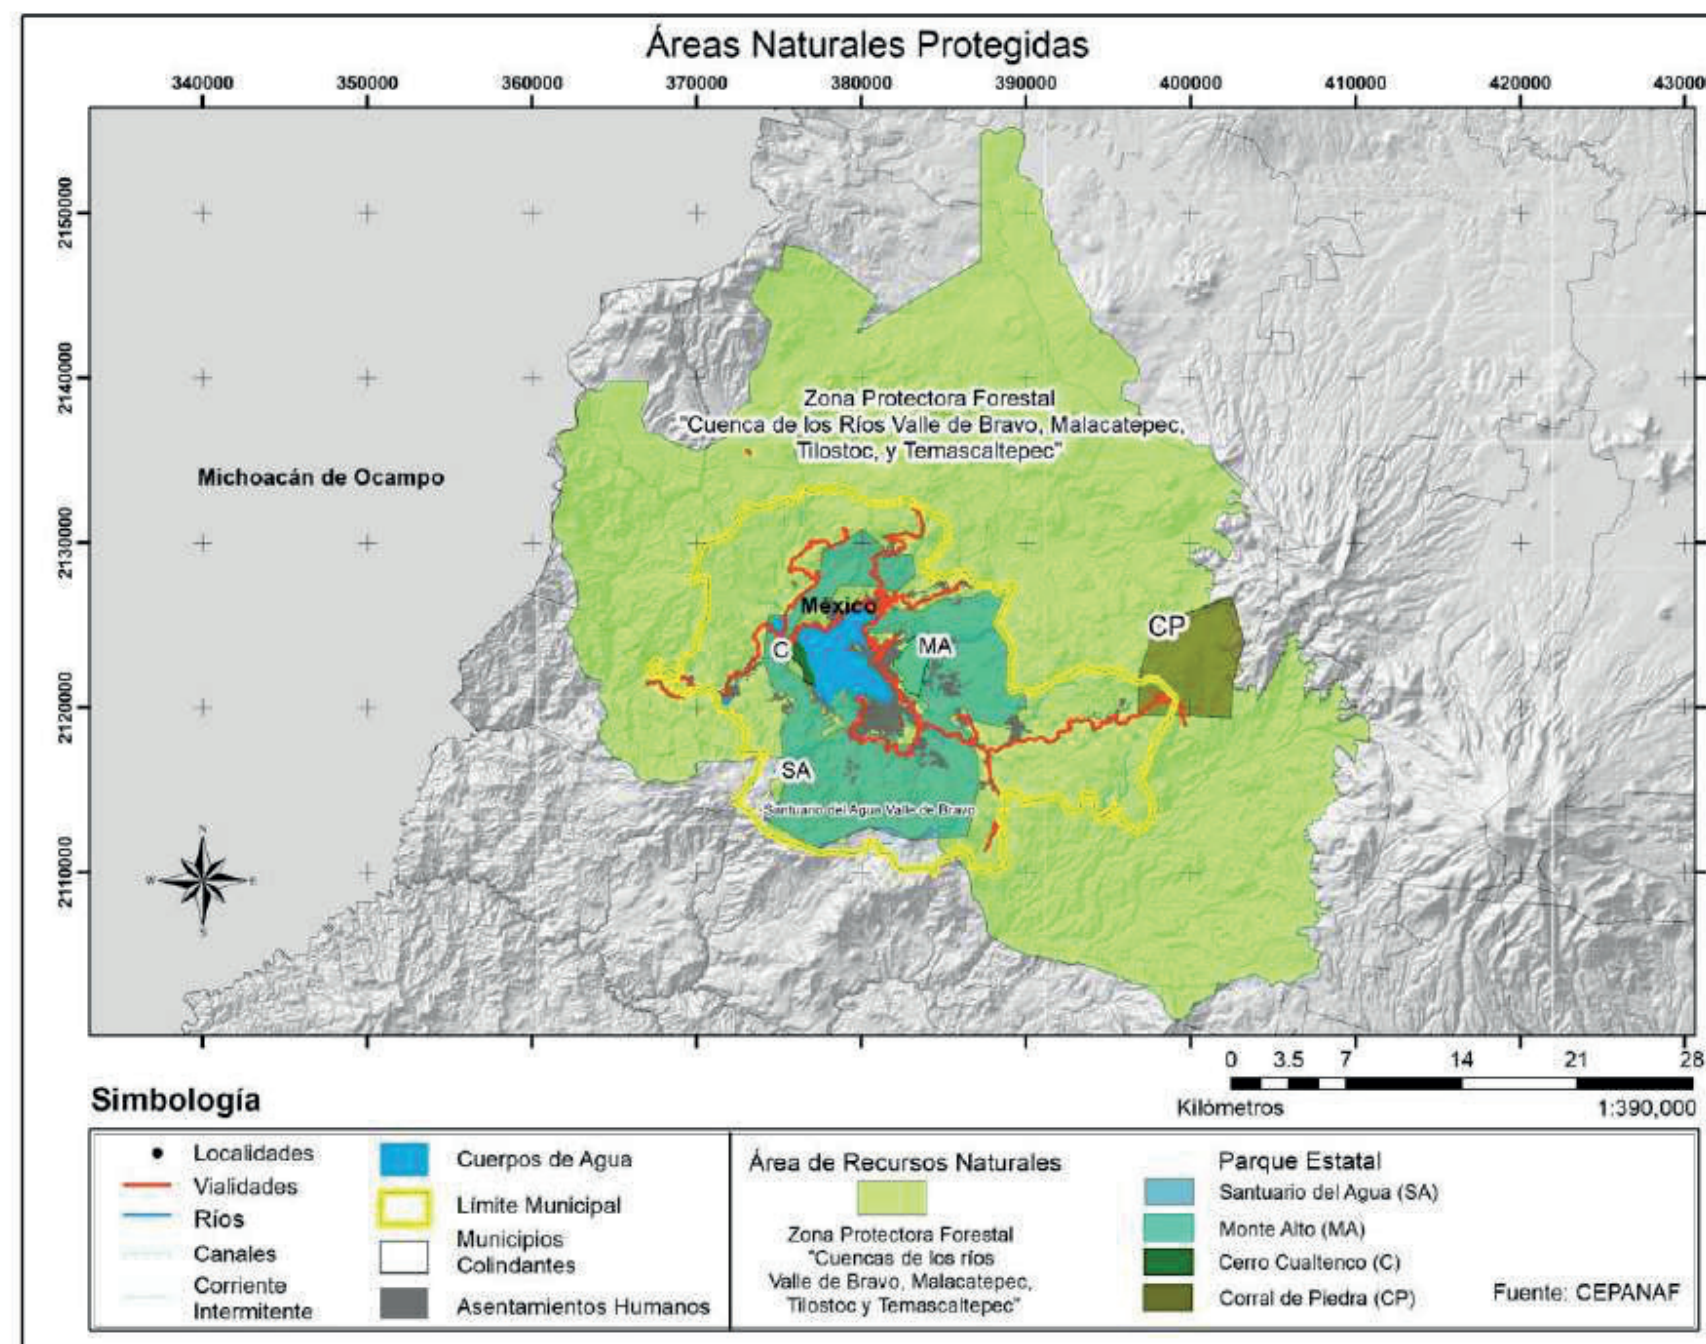 Áreas Naturales Protegidas
340000 350000 360000 370000 380000 390000 400000 410000 420000 430000
2150000
2140000
2130000
2120000
2110000
Zona Protectora Forestal
"Cuenca de los Ríos Valle de Bravo, Malacatepec,
Tilostoc, y Temascaltepec"
Michoacán de Ocampo
México
CP
C
MA
SA
Santuario del Agua Valle de Bravo
N
W E
S
0 3.5 7 14 21 28
Kilómetros 1:390,000
Simbología
Localidades
Vialidades
Ríos
Canales
Corriente
Intermitente
Cuerpos de Agua
Límite Municipal
Municipios
Colindantes
Asentamientos Humanos
Área de Recursos Naturales
Zona Protectora Forestal
"Cuencas de los ríos
Valle de Bravo, Malacatepec,
Tilostoc y Temascaltepec"
Parque Estatal
Santuario del Agua (SA)
Monte Alto (MA)
Cerro Cualtenco (C)
Corral de Piedra (CP)
Fuente: CEPANAF